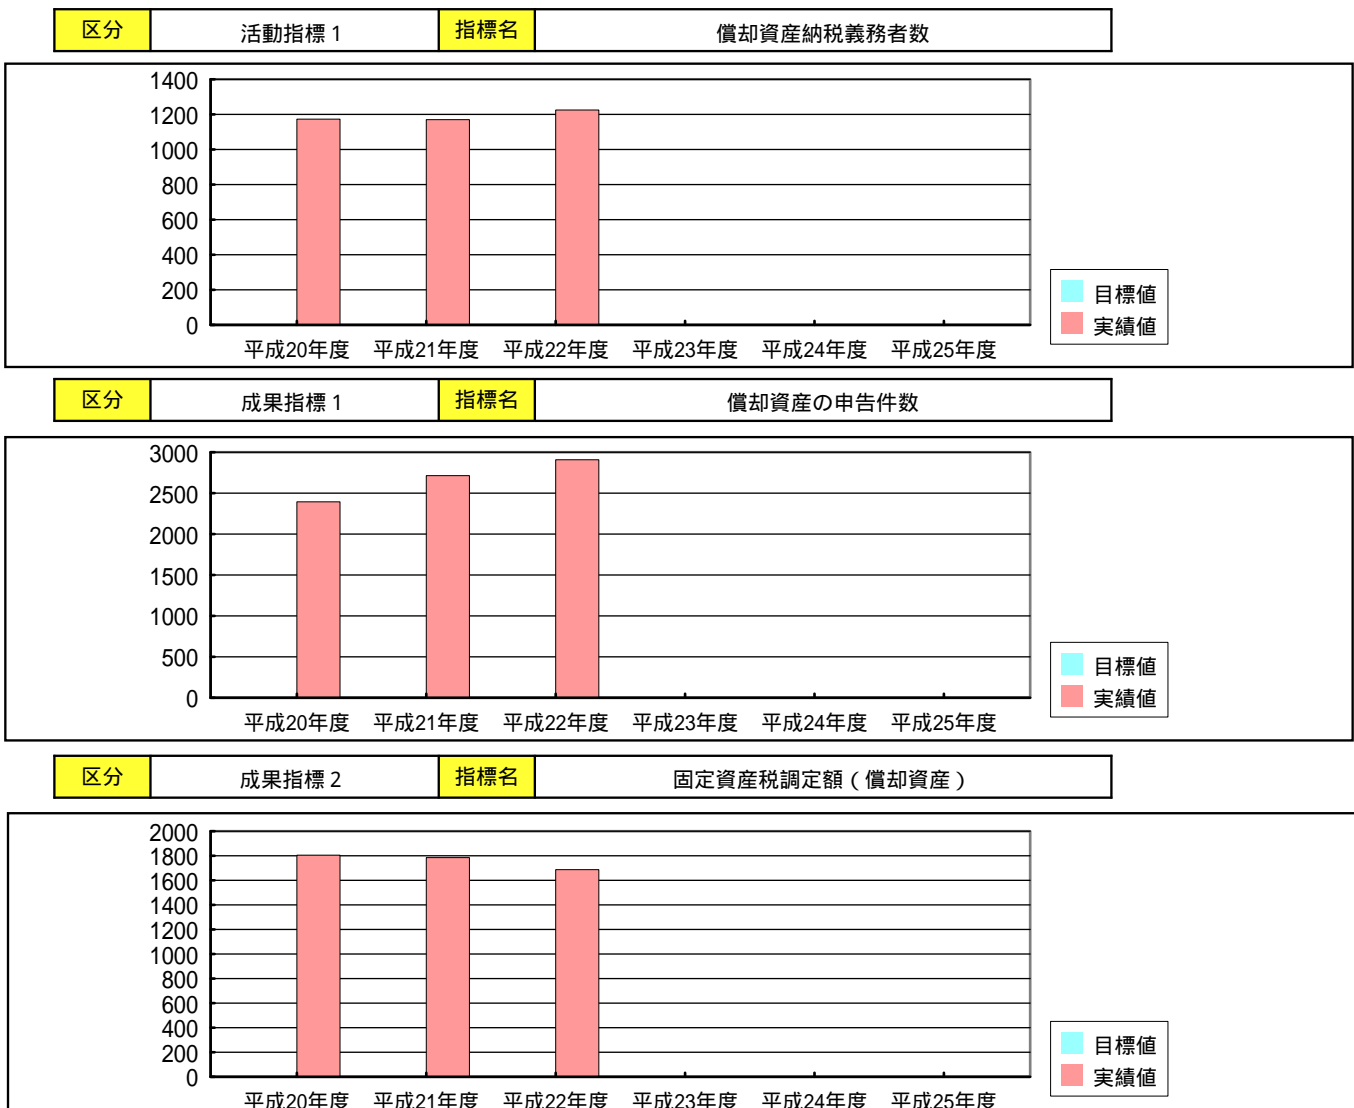 区分 活動指標１ 指標名 償却資産納税義務者数
1400
1200
1000
800
600
400
200
0
平成20年度 平成21年度 平成22年度 平成23年度 平成24年度 平成25年度
目標値
実績値
区分 成果指標１ 指標名 償却資産の申告件数
3000
2500
2000
1500
1000
500
0
平成20年度 平成21年度 平成22年度 平成23年度 平成24年度 平成25年度
目標値
実績値
区分 成果指標２ 指標名 固定資産税調定額（償却資産）
2000
1800
1600
1400
1200
1000
800
600
400
200
0
平成20年度 平成21年度 平成22年度 平成23年度 平成24年度 平成25年度
目標値
実績値